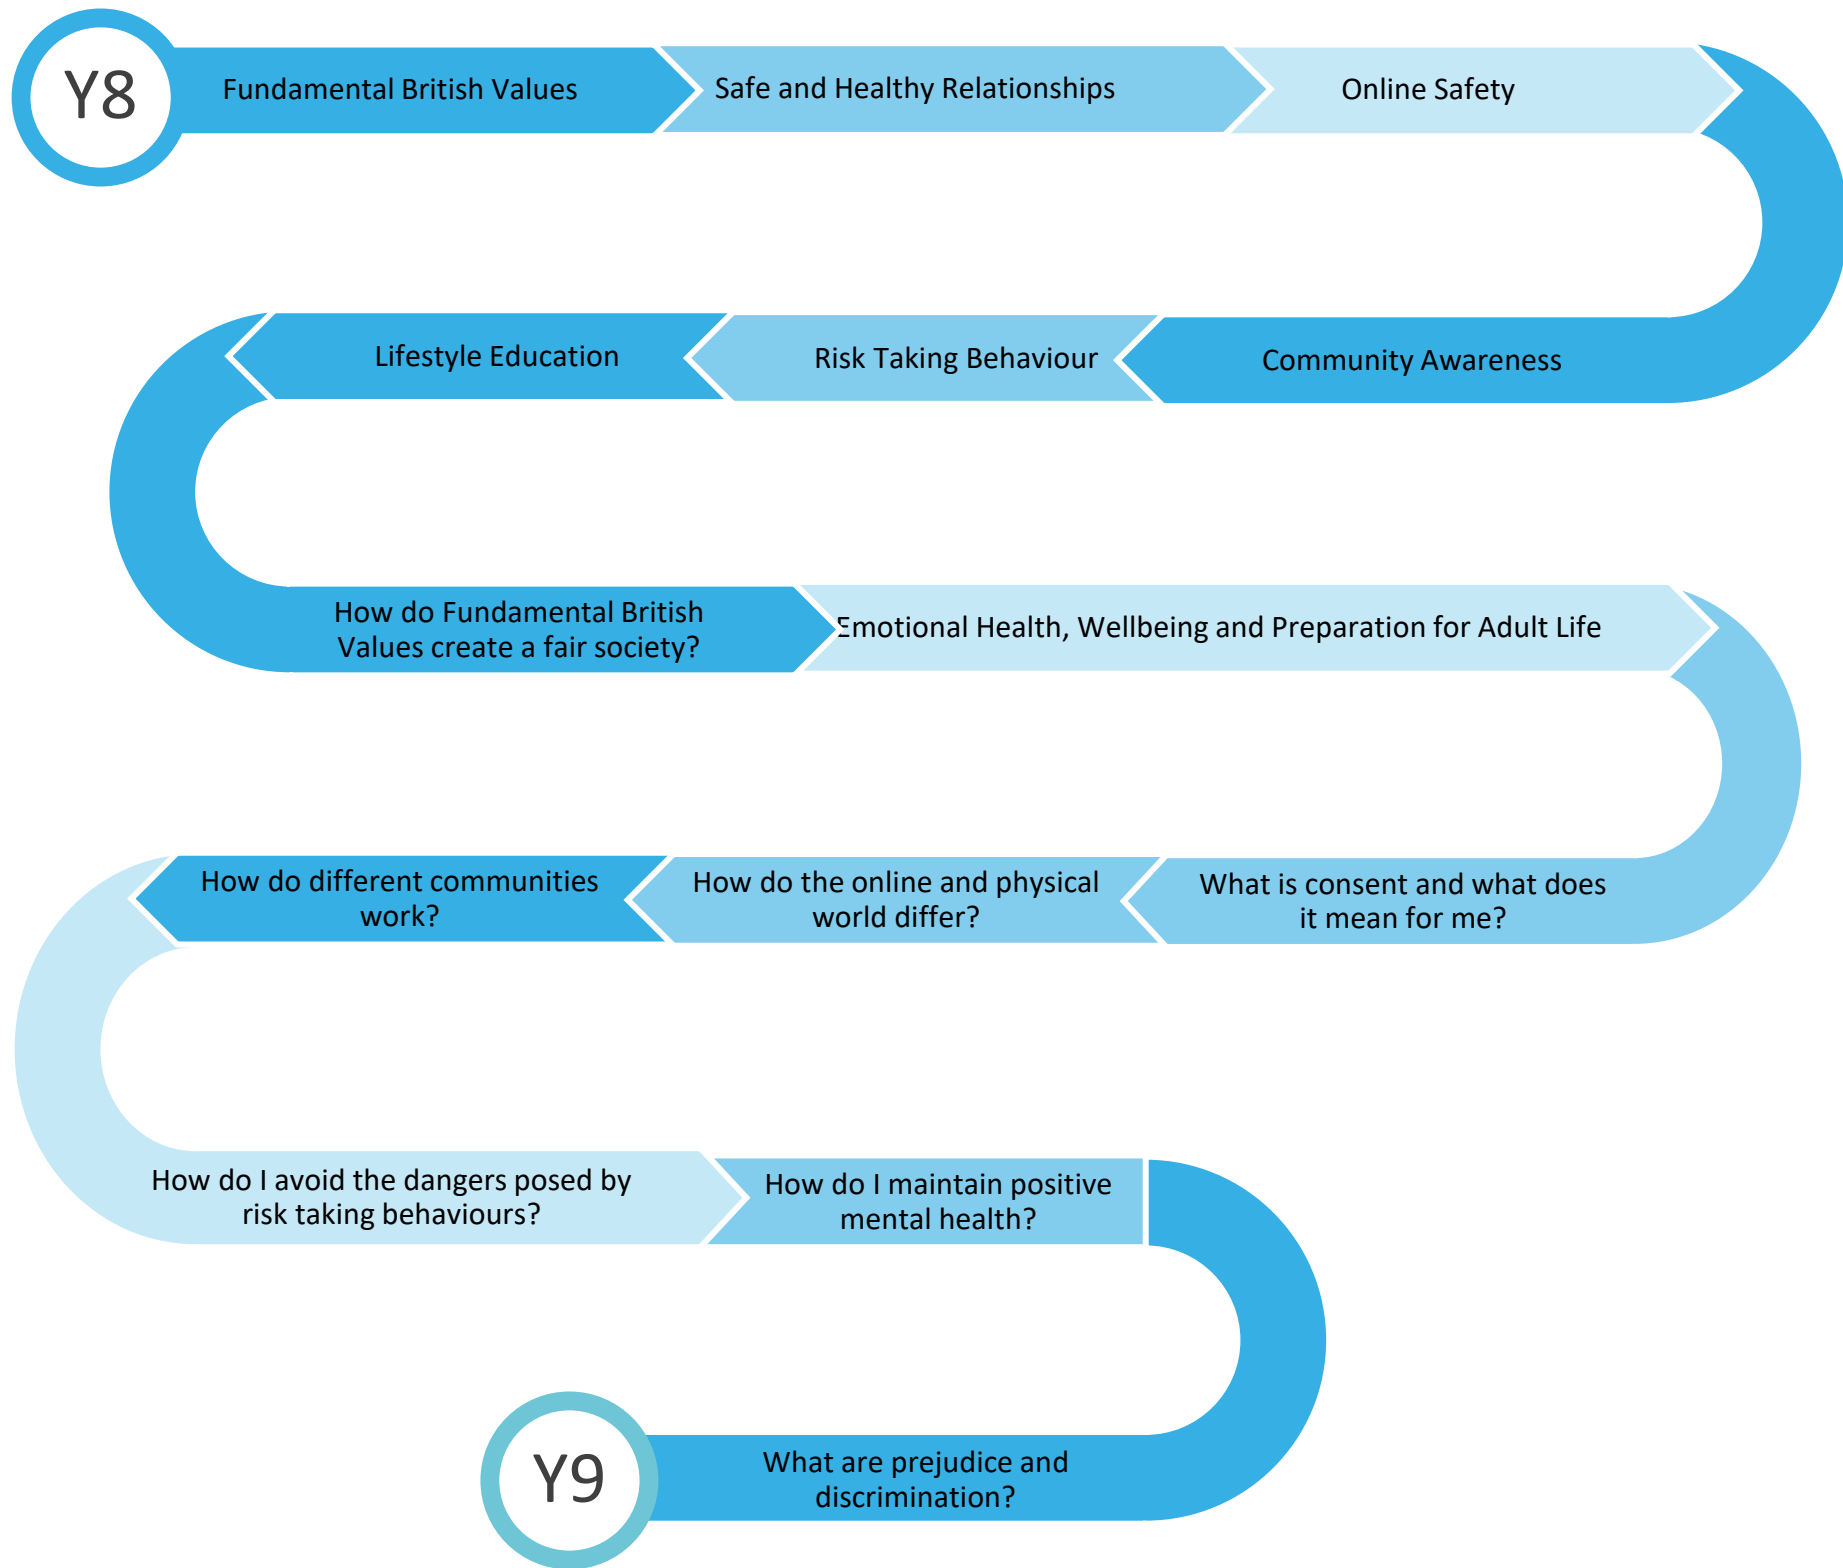 Y8
Fundamental British Values
Safe and Healthy Relationships
Online Safety
Community Awareness
Risk Taking Behaviour
Lifestyle Education
How do Fundamental British
Values create a fair society?
Emotional Health, Wellbeing and Preparation for Adult Life
What is consent and what does
it mean for me?
How do the online and physical
world differ?
How do different communities
work?
How do I avoid the dangers posed by
risk taking behaviours?
How do I maintain positive
mental health?
What are prejudice and
discrimination?
Y9